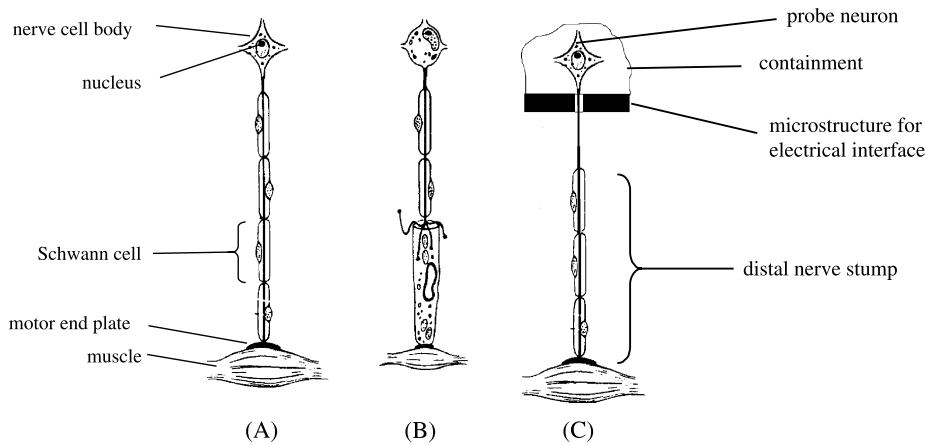 nerve cell body
nucleus
Schwann cell
motor end plate
muscle
probe neuron
containment
microstructure for
electrical interface
distal nerve stump
(A)
(B)
(C)